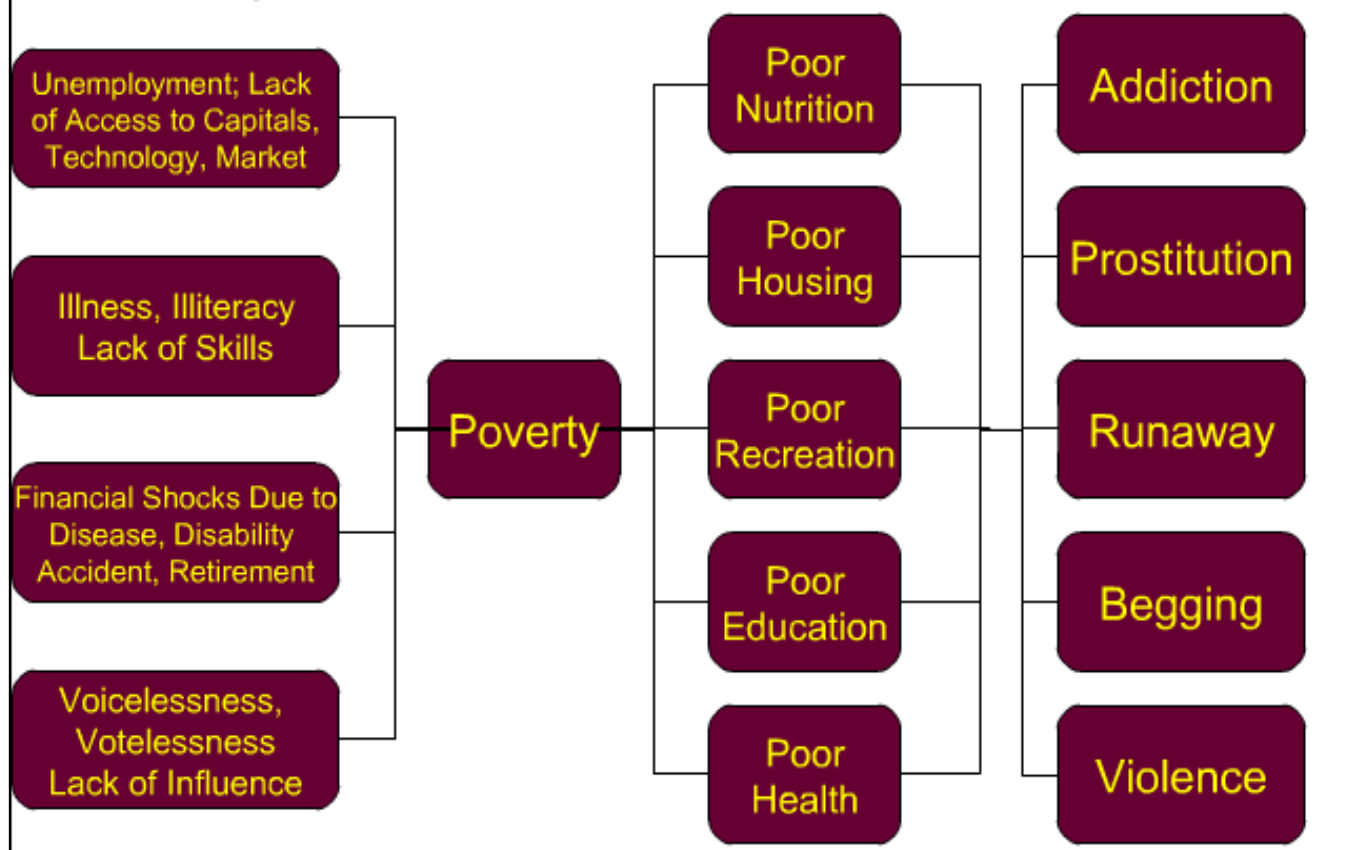 Unemployment; Lack
of Access to Capitals,
Technology, Market
Illness, Illiteracy
Lack of Skills
Financial Shocks Due to
Disease, Disability
Accident, Retirement
Voicelessness,
Votelessness
Lack of Influence
Poverty
Poor
Nutrition
Poor
Housing
Poor
Recreation
Poor
Education
Poor
Health
Addiction
Prostitution
Runaway
Begging
Violence